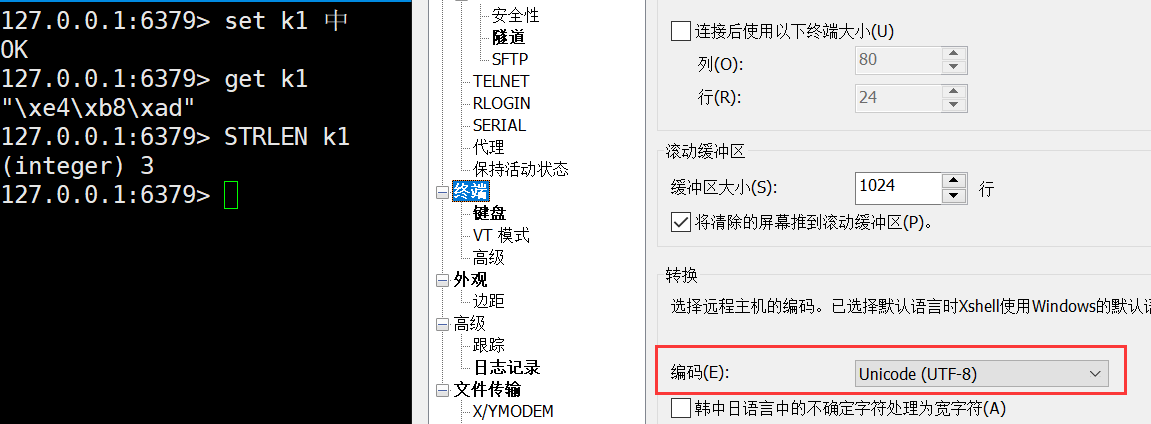 127.0.0.1:6379> set k1 中
OK
127.0.0.1:6379> get k1
"\xe4\xb8\xad"
127.0.0.1:6379> STRLEN k1
(integer) 3
127.0.0.1:6379>
安全性
隧道
SFTP
TELNET
RLOGIN
SERIAL
代理
保持活动状态
终端
键盘
VT 模式
高级
外观
边距
高级
跟踪
日志记录
文件传输
X/YMODEM
连接后使用以下终端大小(U)
列(O): 80
行(R): 24
滚动缓冲区
缓冲区大小(S): 1024 行
将清除的屏幕推到滚动缓冲区(P)。
转换
选择远程主机的编码。已选择默认语言时Xshell使用Windows的默认语
编码(E): Unicode (UTF-8)
韩中日语言中的不确定字符处理为宽字符(A)